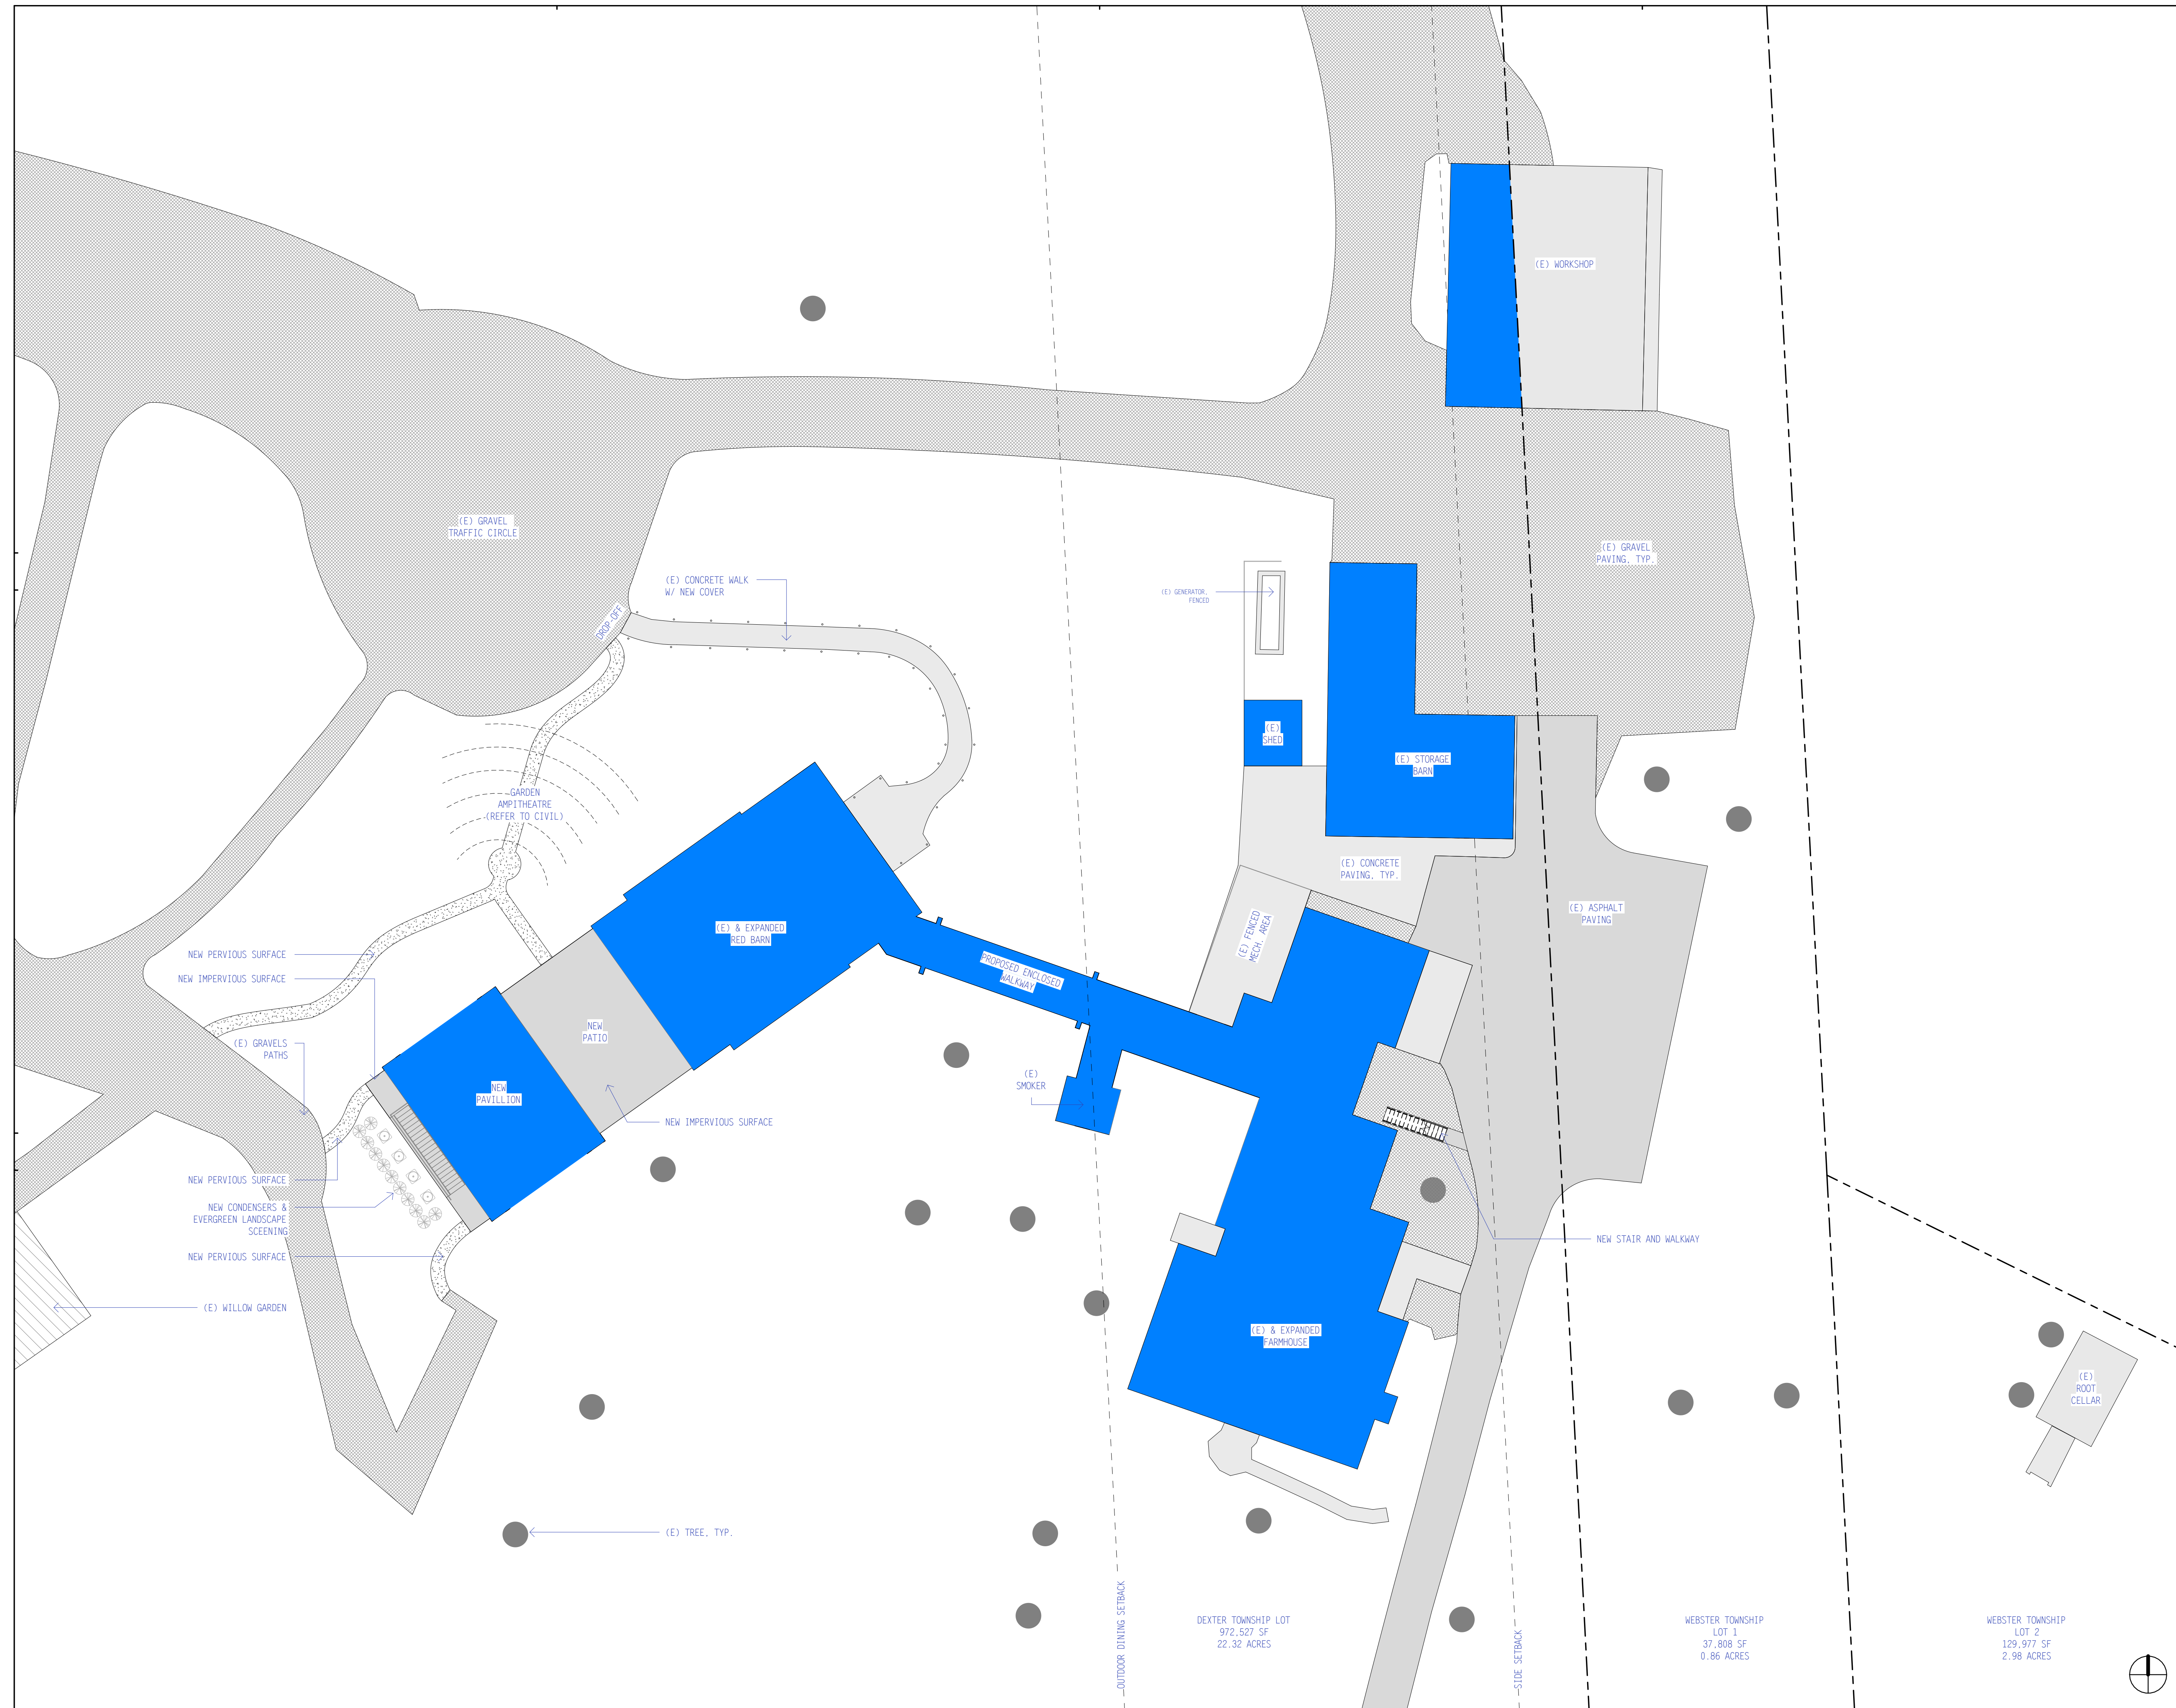 (E) WORKSHOP
(E) GRAVEL
TRAFFIC CIRCLE
(E) GRAVEL
PAVING, TYP.
(E) CONCRETE WALK
W/ NEW COVER
(E) GENERATOR,
FENCED
DROP-OFF
(E)
SHED
(E) STORAGE
BARN
GARDEN
AMPITHEATRE
(REFER TO CIVIL)
(E) CONCRETE
PAVING, TYP.
(E) ASPHALT
PAVING
(E) FENCED
MECH. AREA
(E) & EXPANDED
RED BARN
NEW PERVIOUS SURFACE
NEW IMPERVIOUS SURFACE
PROPOSED ENCLOSED
WALKWAY
NEW
PATIO
(E) GRAVELS
PATHS
(E)
SMOKER
NEW
PAVILLION
NEW IMPERVIOUS SURFACE
NEW PERVIOUS SURFACE
NEW CONDENSERS &
EVERGREEN LANDSCAPE
SCEENING
NEW STAIR AND WALKWAY
NEW PERVIOUS SURFACE
(E) WILLOW GARDEN
(E) & EXPANDED
FARMHOUSE
(E)
ROOT
CELLAR
(E) TREE, TYP.
OUTDOOR DINING SETBACK
DEXTER TOWNSHIP LOT
972,527 SF
22.32 ACRES
SIDE SETBACK
WEBSTER TOWNSHIP
LOT 1
37,808 SF
0.86 ACRES
WEBSTER TOWNSHIP
LOT 2
129,977 SF
2.98 ACRES